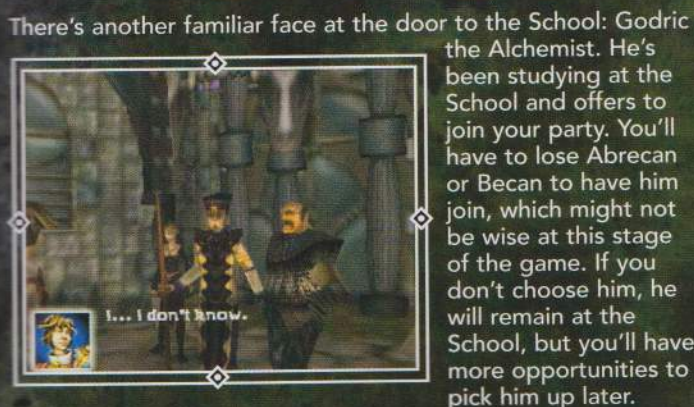 There's another familiar face at the door to the School: Godric
the Alchemist. He's
been studying at the
School and offers to
join your party. You'll
have to lose Abrecan
or Becan to have him
join, which might not
be wise at this stage
of the game. If you
don't choose him, he
will remain at the
School, but you'll have
more opportunities to
pick him up later.
I... I don't know.